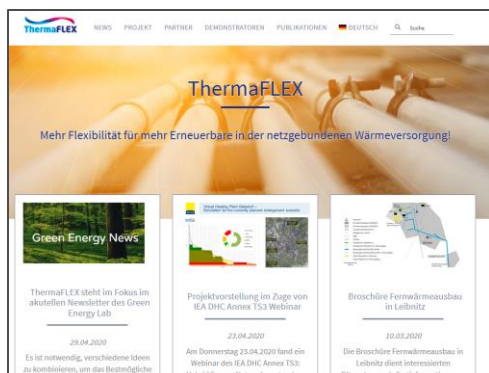 ThermaFLEX
NEWS PROJEKT PARTNER DEMONSTRATOREN PUBLIKATIONEN DEUTSCH Suche
ThermaFLEX
Mehr Flexibilität für mehr Erneuerbare in der netzgebundenen Wärmeversorgung!
Green Energy News
ThermaFLEX steht im Fokus im
akutellen Newsletter des Green
Energy Lab
29.04.2020
Es ist notwendig, verschiedene Ideen
zu kombinieren, um das Bestmögliche
Projektvorstellung im Zuge von
IEA DHC Annex TS3 Webinar
23.04.2020
Am Donnerstag 23.04.2020 fand ein
Webinar des IEA DHC Annex TS3:
Broschüre Fernwärmeausbau
in Leibnitz
10.03.2020
Die Broschüre Fernwärmeausbau in
Leibnitz dient interessierten